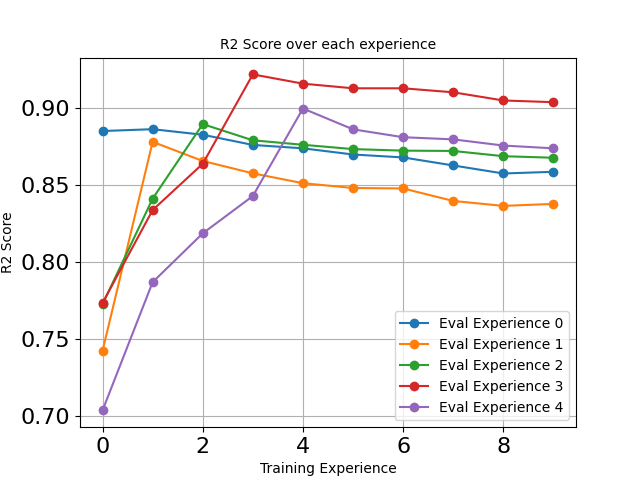 R2 Score over each experience
R2 Score
0.90
0.85
0.80
0.75
0.70
0
2
4
6
8
Training Experience
Eval Experience 0
Eval Experience 1
Eval Experience 2
Eval Experience 3
Eval Experience 4